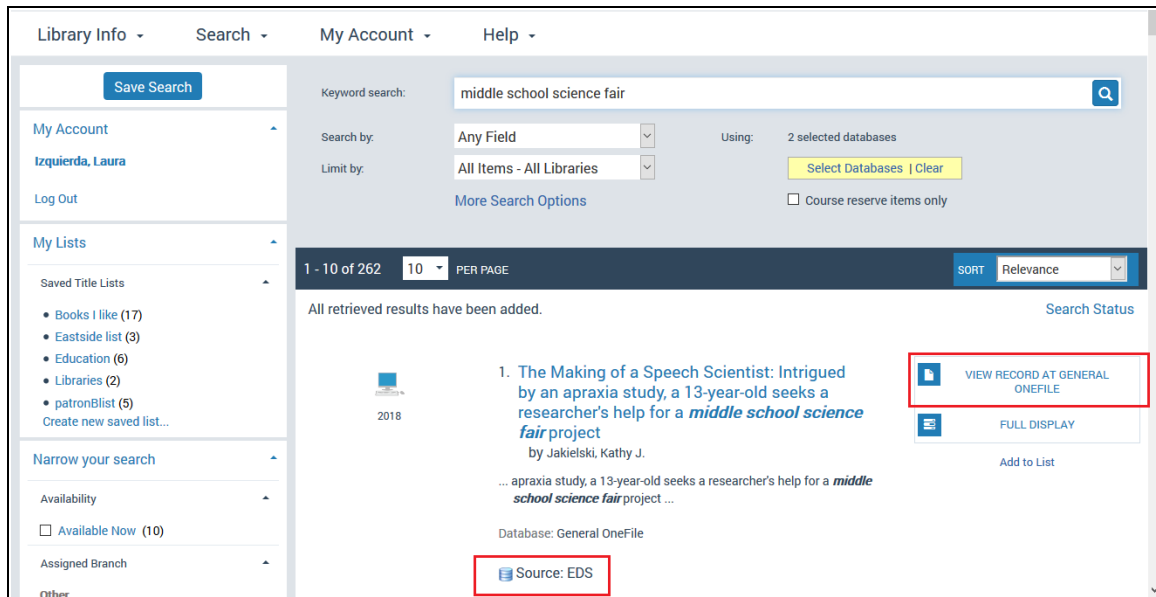 Library Info
Search
My Account
Help
Save Search
My Account
Izquierda, Laura
Log Out
My Lists
Saved Title Lists
Books I like (17)
Eastside list (3)
Education (6)
Libraries (2)
patronBlist (5)
Create new saved list...
Narrow your search
Availability
Available Now (10)
Assigned Branch
Other
Keyword search: middle school science fair
Search by: Any Field Using: 2 selected databases
Limit by: All Items - All Libraries Select Databases | Clear
More Search Options Course reserve items only
1 - 10 of 262 10 PER PAGE SORT Relevance
All retrieved results have been added. Search Status
2018
1. The Making of a Speech Scientist: Intrigued
by an apraxia study, a 13-year-old seeks a
researcher's help for a middle school science
fair project
by Jakielski, Kathy J.
... apraxia study, a 13-year-old seeks a researcher's help for a middle
school science fair project ...
Database: General OneFile
Source: EDS
VIEW RECORD AT GENERAL
ONEFILE
FULL DISPLAY
Add to List